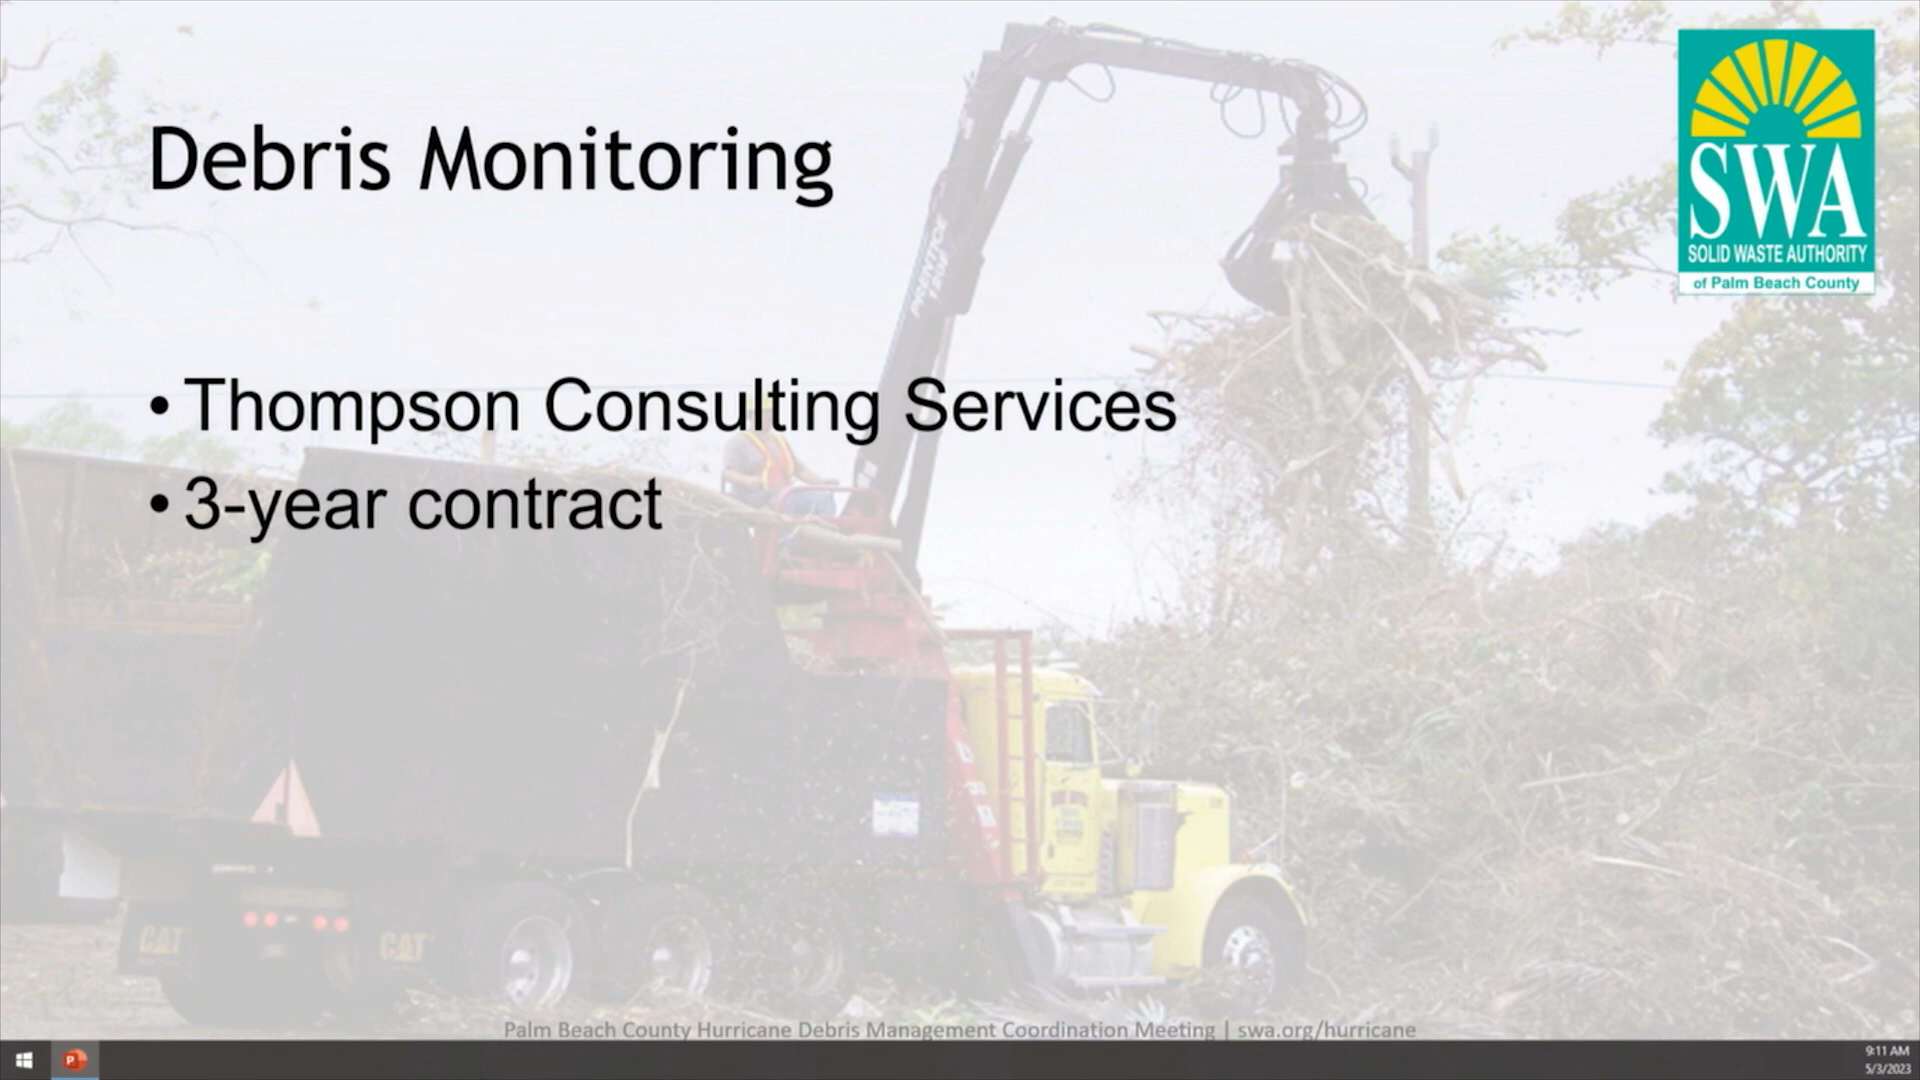 Debris Monitoring
SWA
SOLID WASTE AUTHORITY
of Palm Beach County
PRENTICE
• Thompson Consulting Services
• 3-year contract
CAT
CAT
Palm Beach County Hurricane Debris Management Coordination Meeting | swa.org/hurricane
9:11 AM
5/3/2023